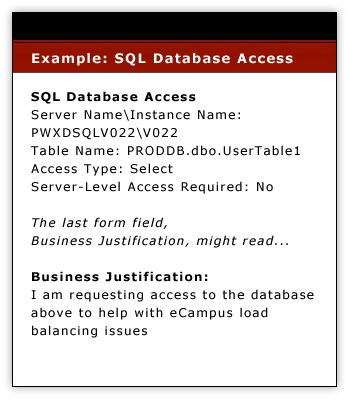 Example: SQL Database Access
SQL Database Access
Server Name\Instance Name:
PWXDSQLV022\V022
Table Name: PRODDB.dbo.UserTable1
Access Type: Select
Server-Level Access Required: No
The last form field,
Business Justification, might read...
Business Justification:
I am requesting access to the database
above to help with eCampus load
balancing issues